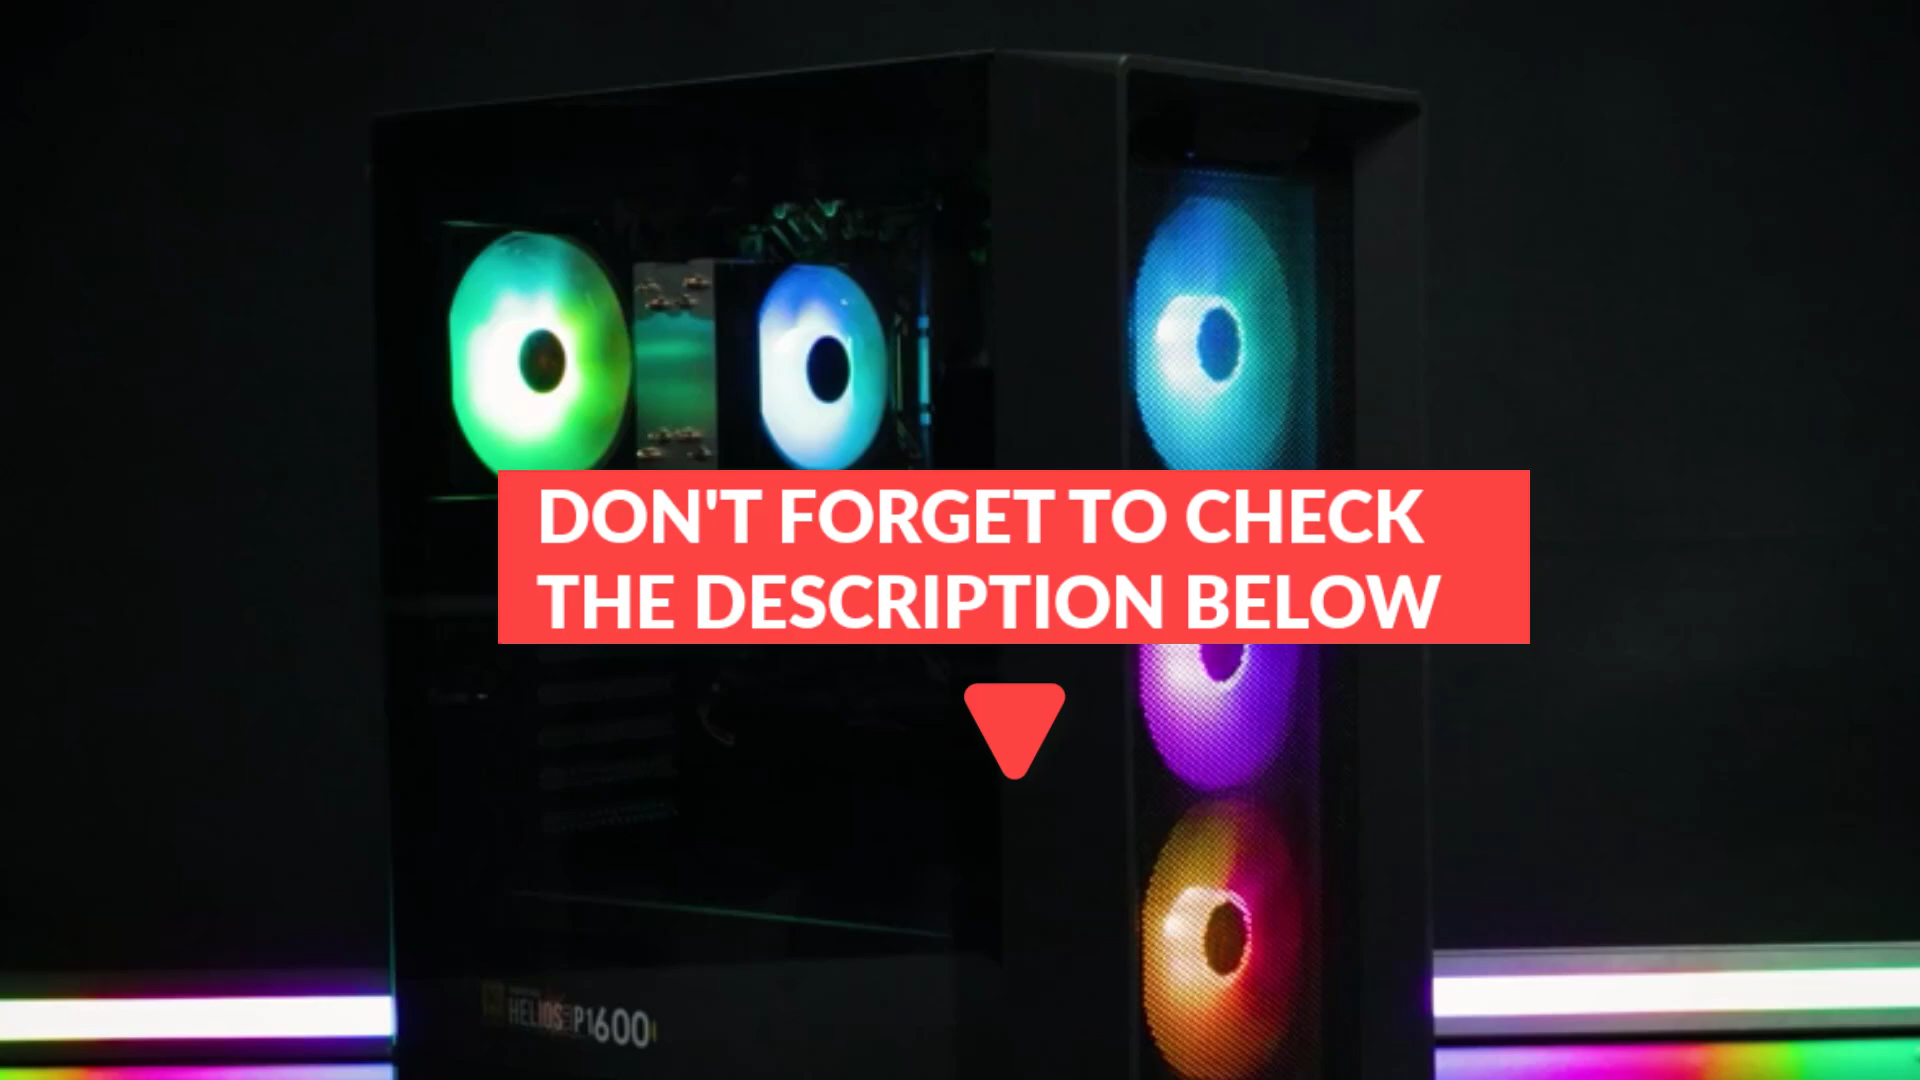 DON'T FORGET TO CHECK
THE DESCRIPTION BELOW
HELIOS P1600